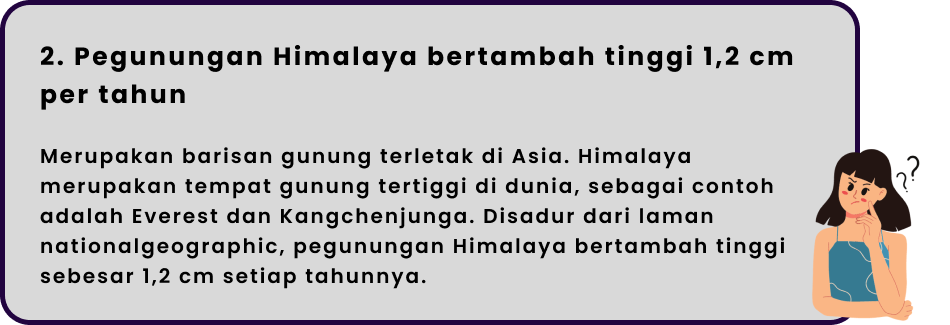 2. Pegunungan Himalaya bertambah tinggi 1,2 cm
per tahun
Merupakan barisan gunung terletak di Asia. Himalaya
merupakan tempat gunung tertiggi di dunia, sebagai contoh
adalah Everest dan Kangchenjunga. Disadur dari laman
nationalgeographic, pegunungan Himalaya bertambah tinggi
sebesar 1,2 cm setiap tahunnya.
??